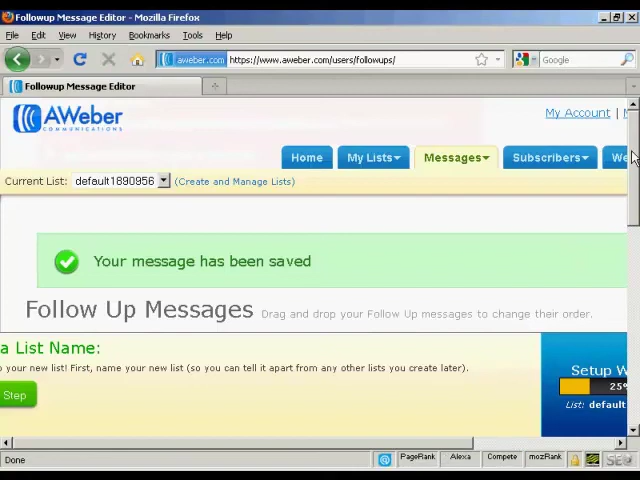 Followup Message Editor - Mozilla Firefox
File Edit View History Bookmarks Tools Help
aweber.com https://www.aweber.com/users/followups/
Google
Followup Message Editor
AWeber
COMMUNICATIONS
My Account |
Home My Lists Messages Subscribers We
Current List: default1890956 (Create and Manage Lists)
Your message has been saved
Follow Up Messages Drag and drop your Follow Up messages to change their order.
a List Name:
o your new list! First, name your new list (so you can tell it apart from any other lists you create later).
Step
Setup W
25%
List: default
Done
PageRank Alexa Compete mozRank